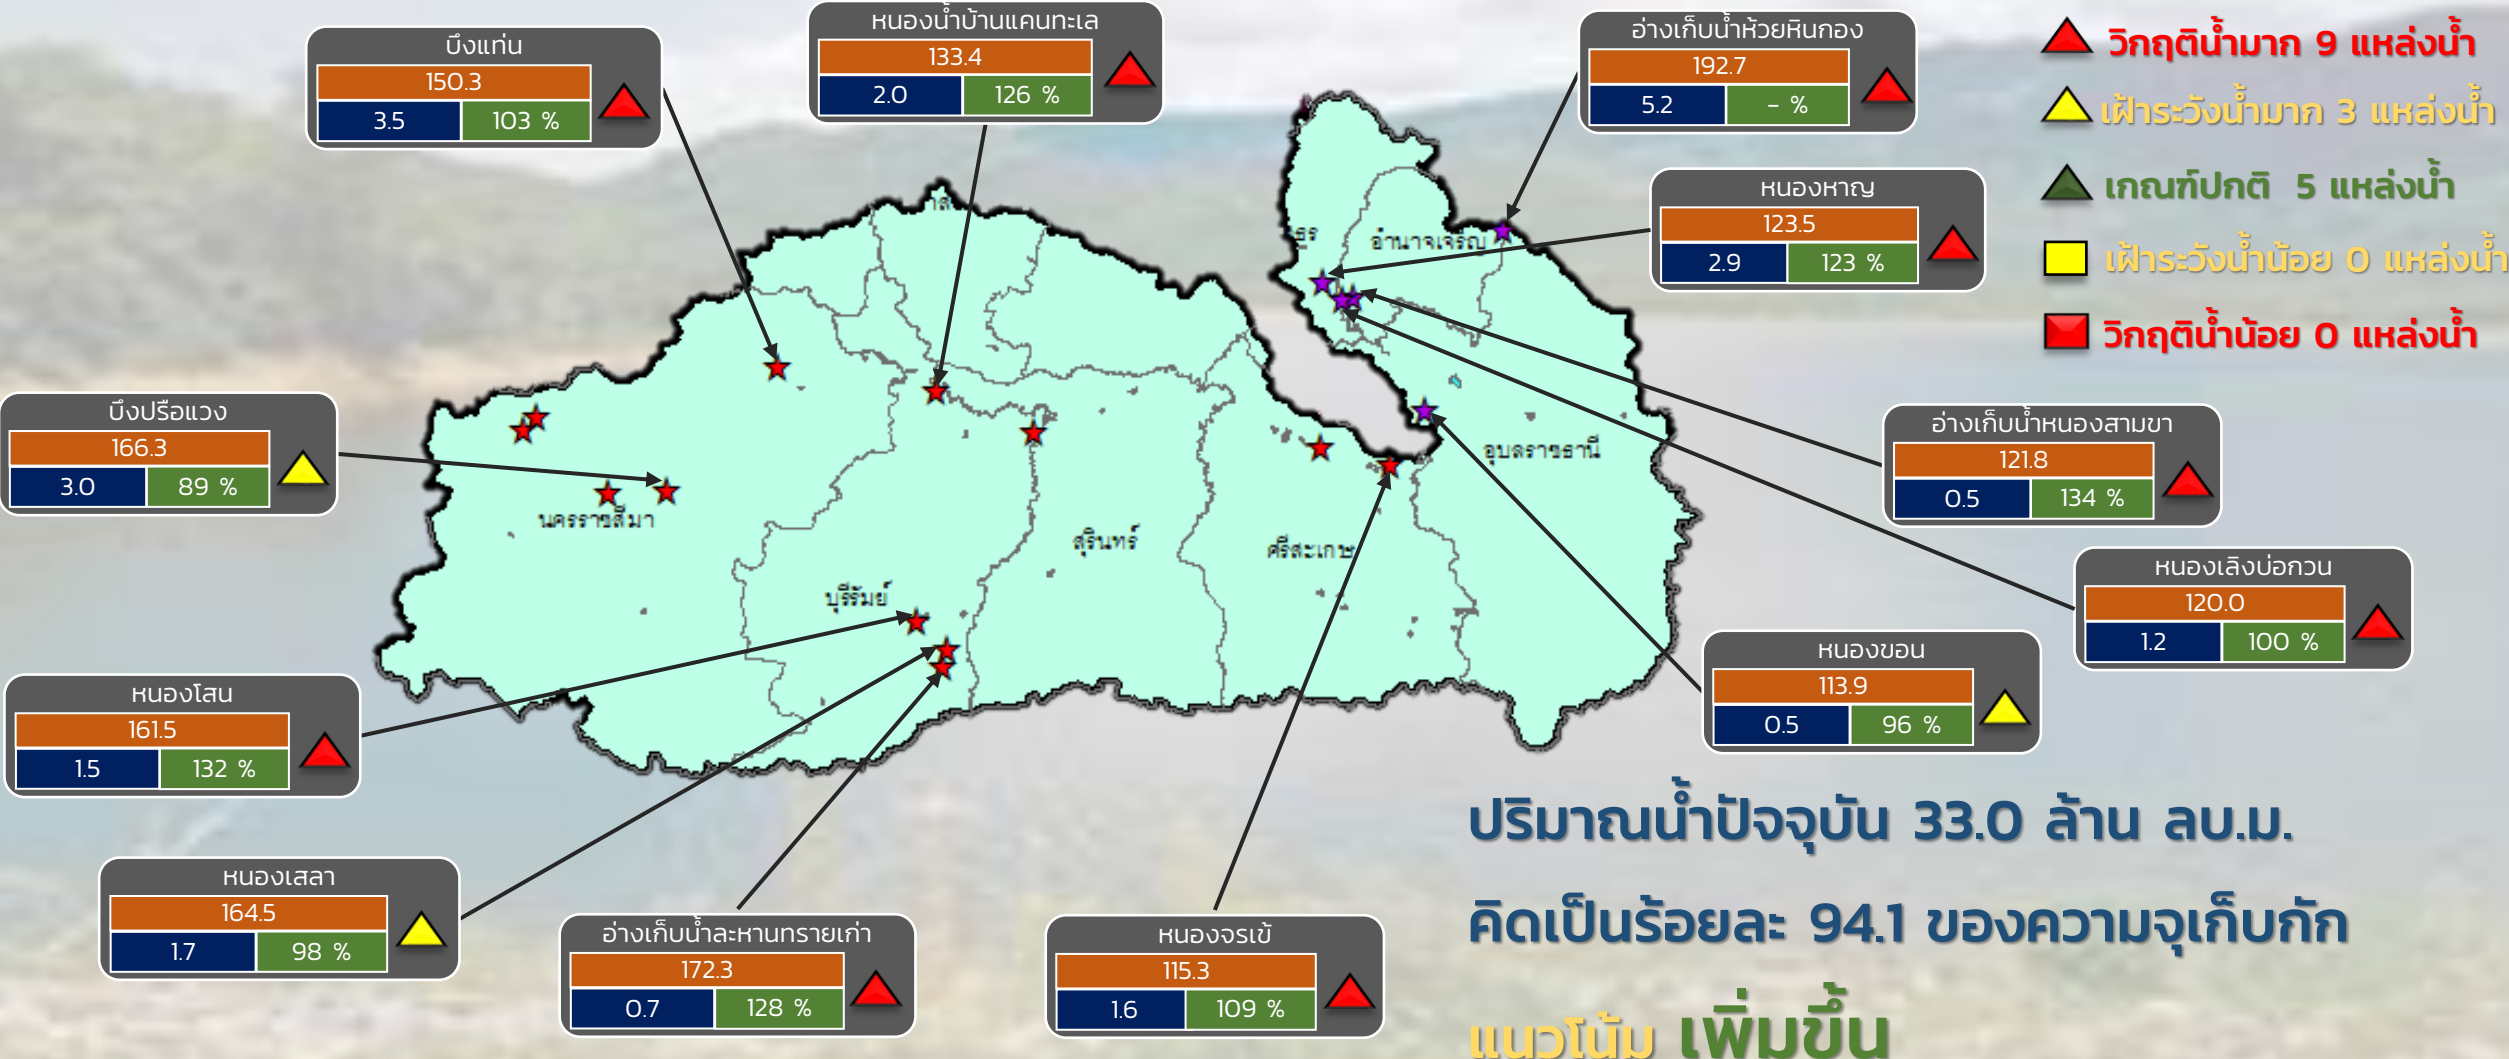 บึงแท่น
150.3
3.5 103 %
หนองน้ำบ้านแคนทะเล
133.4
2.0 126 %
อ่างเก็บน้ำห้วยหินกอง
192.7
5.2 - %
วิกฤติน้ำมาก 9 แหล่งน้ำ
เฝ้าระวังน้ำมาก 3 แหล่งน้ำ
เกณฑ์ปกติ 5 แหล่งน้ำ
เฝ้าระวังน้ำน้อย 0 แหล่งน้ำ
วิกฤติน้ำน้อย 0 แหล่งน้ำ
หนองหาญ
123.5
2.9 123 %
อำนาจเจริญ
บึงปรือแวง
166.3
3.0 89 %
อ่างเก็บน้ำหนองสามขา
121.8
0.5 134 %
อุบลราชธานี
นครราชสีมา
สุรินทร์
ศรีสะเกษ
บุรีรัมย์
หนองเลิงบ่อกวน
120.0
1.2 100 %
หนองขอน
113.9
0.5 96 %
หนองโสน
161.5
1.5 132 %
หนองเสลา
164.5
1.7 98 %
อ่างเก็บน้ำละหานทรายเก่า
172.3
0.7 128 %
หนองจรเข้
115.3
1.6 109 %
ปริมาณน้ำปัจจุบัน 33.0 ล้าน ลบ.ม.
คิดเป็นร้อยละ 94.1 ของความจุเก็บกัก
แนวโน้ม เพิ่มขึ้น